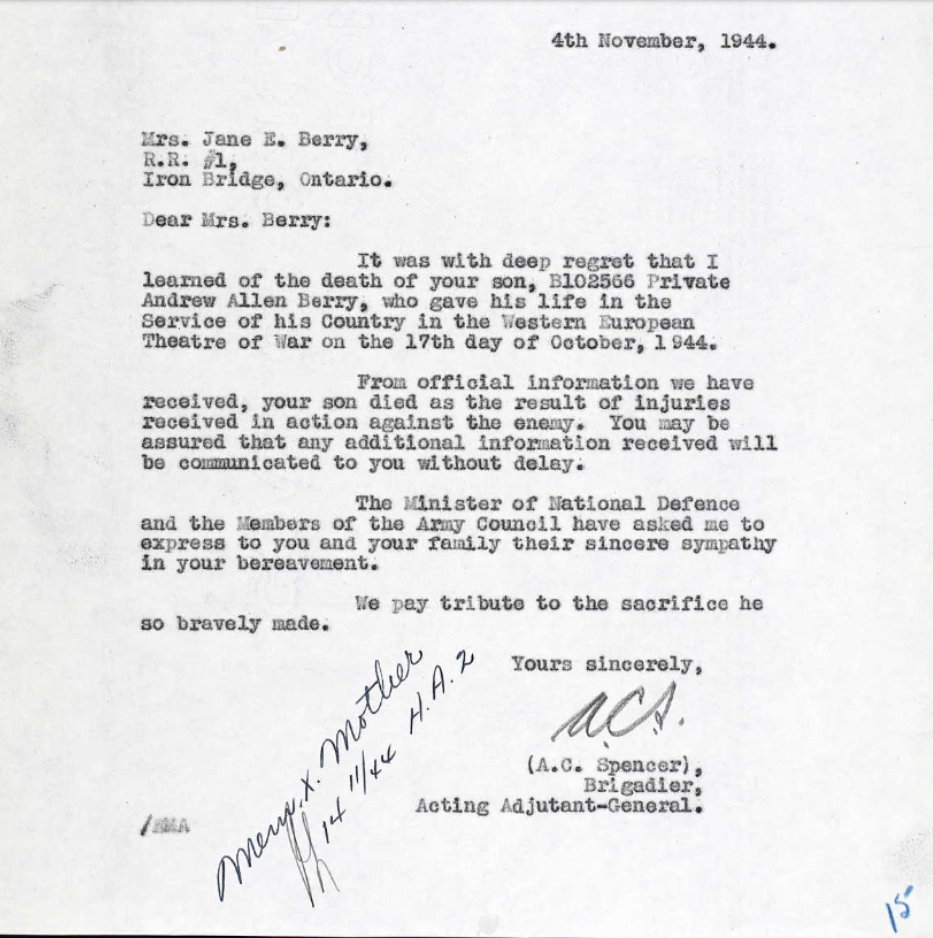 4th November, 1944.
Mrs. Jane E. Berry,
R.R. #1,
Iron Bridge, Ontario.
Dear Mrs. Berry:
It was with deep regret that I
learned of the death of your son, B102566 Private
Andrew Allen Berry, who gave his life in the
Service of his Country in the Western European
Theatre of War on the 17th day of October, 1944.
From official information we have
received, your son died as the result of injuries
received in action against the enemy. You may be
assured that any additional information received will
be communicated to you without delay.
The Minister of National Defence
and the Members of the Army Council have asked me to
express to you and your family their sincere sympathy
in your bereavement.
We pay tribute to the sacrifice he
so bravely made.
Yours sincerely,
A.C.S.
(A.C. Spencer),
Brigadier,
Acting Adjutant-General.
Mem. X. Mother
14 11/44 H.A.2
15